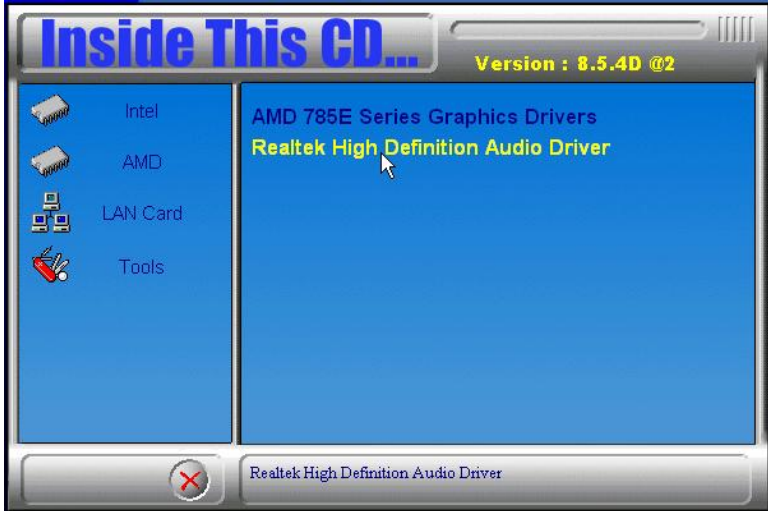 Inside This CD...
Version : 8.5.4D @2
Intel
AMD
LAN Card
Tools
AMD 785E Series Graphics Drivers
Realtek High Definition Audio Driver
Realtek High Definition Audio Driver